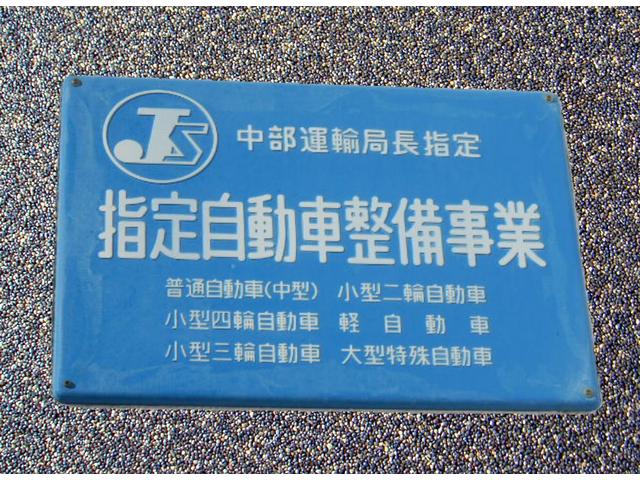 JS 中部運輸局長指定
指定自動車整備事業
普通自動車(中型) 小型二輪自動車
小型四輪自動車 軽自動車
小型三輪自動車 大型特殊自動車